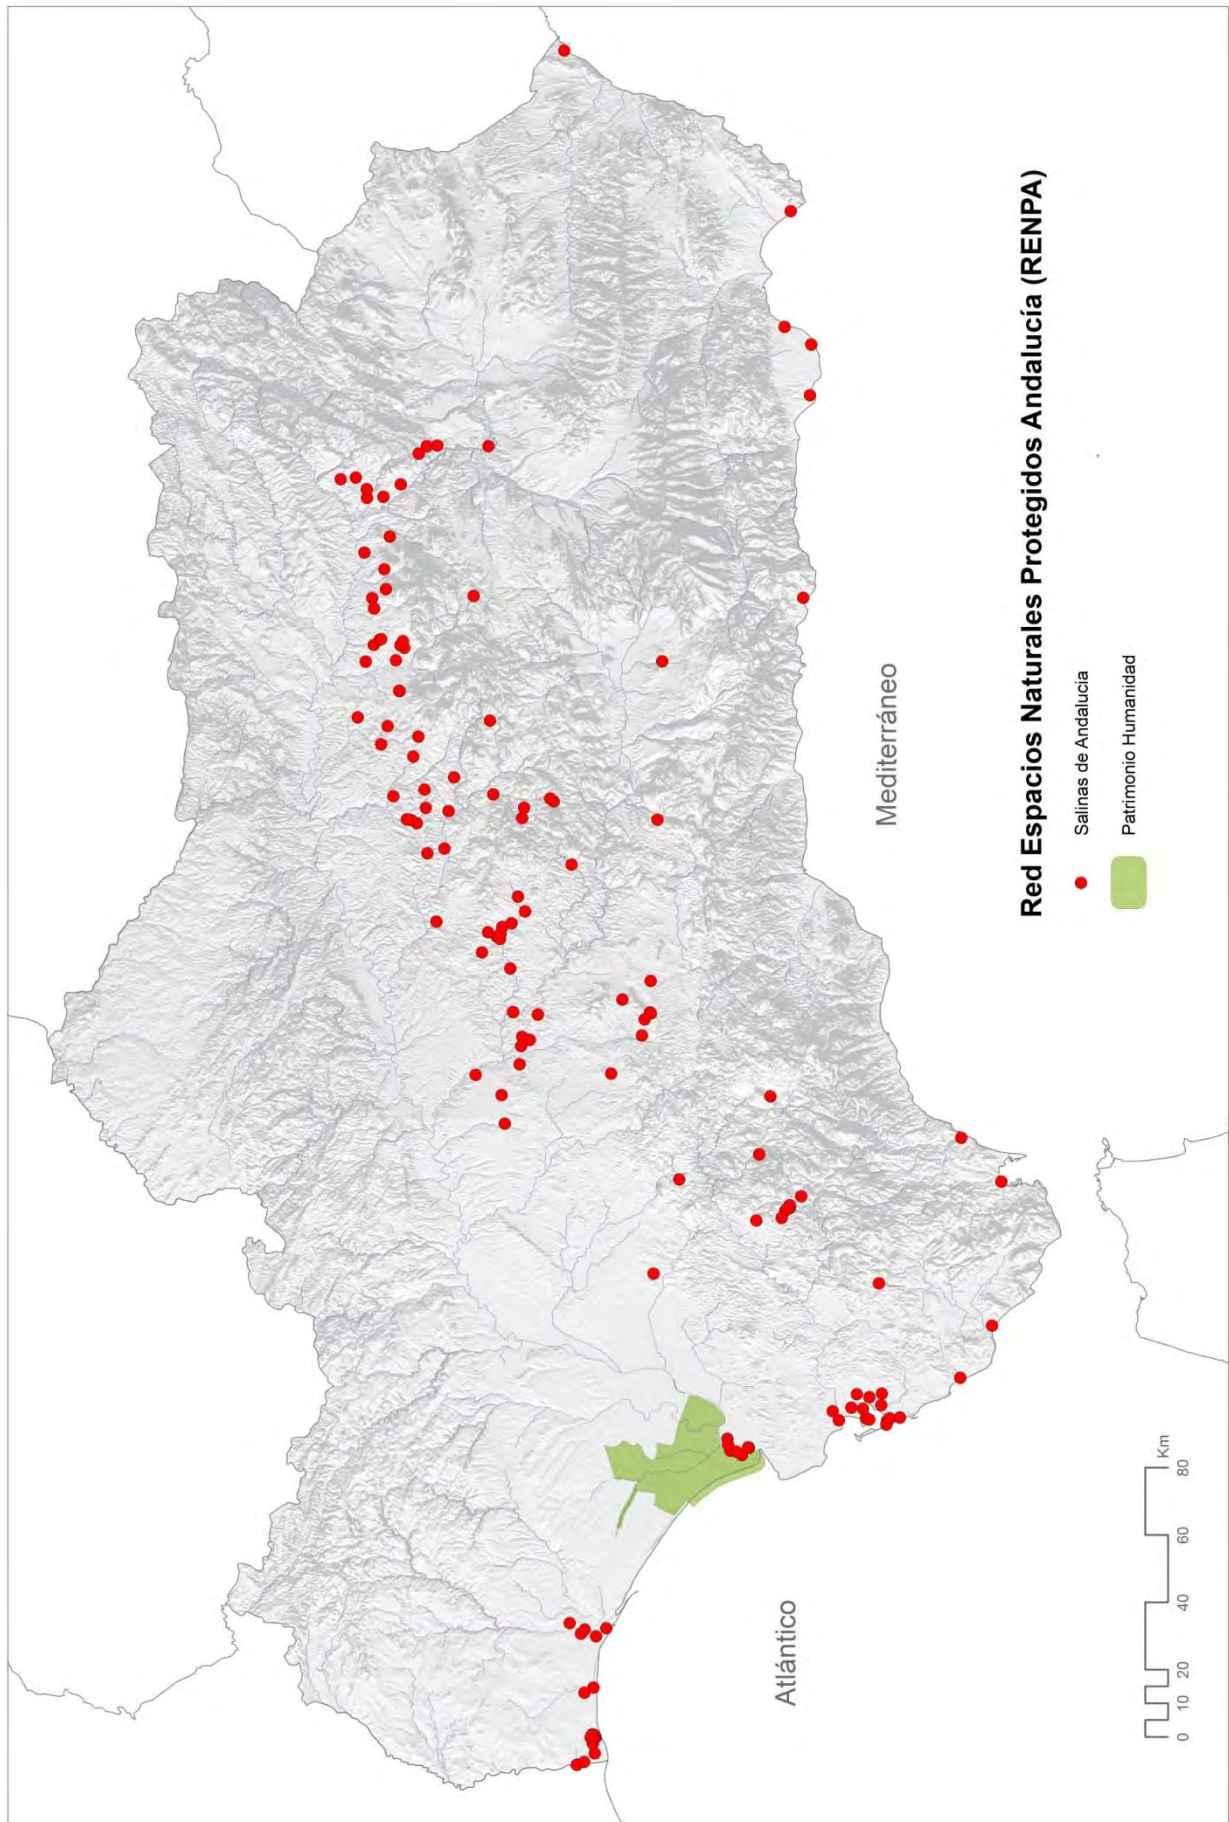 Red Espacios Naturales Protegidos Andalucía (RENPA)
Salinas de Andalucia
Patrimonio Humanidad
Mediterráneo
Atlántico
0 10 20 40 60 80
Km